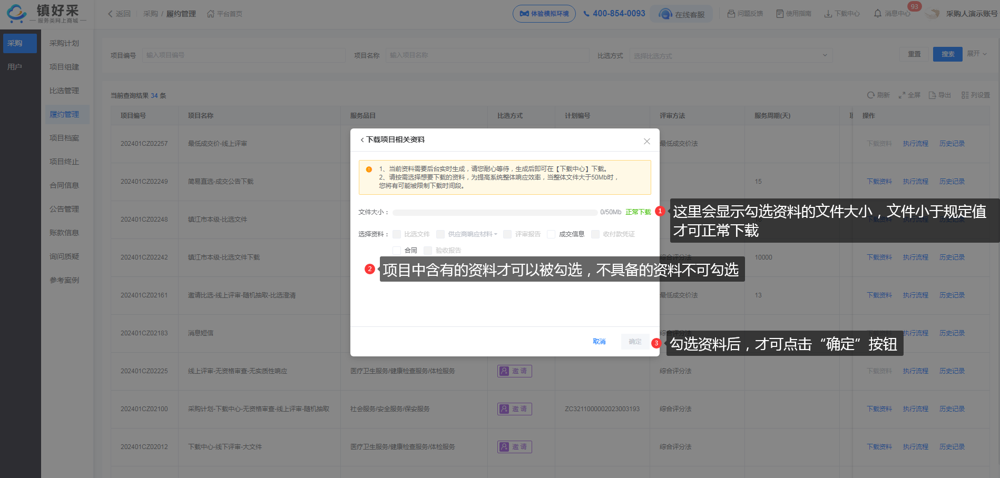 镇好采
服务类网上商城
返回
采购 / 履约管理
平台首页
体验模拟环境
400-854-0093
在线客服
问题反馈
使用指南
下载中心
消息中心
93
采购人演示账号
采购
用户
采购计划
项目组建
比选管理
履约管理
项目档案
项目终止
合同信息
公告管理
账款信息
询问质疑
参考案例
项目编号 输入项目编号
项目名称 输入项目名称
比选方式 选择比选方式
重置
搜索
展开
当前查询结果 34 条
刷新 全屏 导出 列设置
项目编号 项目名称 服务品目 比选方式 计划编号 评审方法 服务周期(天) 操作
202401CZ02257 最低成交价-线上评审 最低成交价法 下载资料 执行流程 历史记录
202401CZ02249 简易直选-成交公告下载 15 下载资料 执行流程 历史记录
202401CZ02248 镇江市本级-比选文件
202401CZ02242 镇江市本级-比选文件下载 综合评分法 10000 下载资料 执行流程 历史记录
202401CZ02161 邀请比选-线上评审-随机抽取-比选澄清 最低成交价法 13 下载资料 执行流程 历史记录
202401CZ02183 消息短信 综合评分法 下载资料 执行流程 历史记录
202401CZ02225 线上评审-无资格审查-无实质性响应 医疗卫生服务/健康检查服务/体检服务 邀请 综合评分法 下载资料 执行流程 历史记录
202401CZ02100 采购计划-下载中心-无资格审查-线上评审-随机抽取 社会服务/安全服务/保安服务 邀请 ZC3211000002023003193 综合评分法 下载资料 执行流程 历史记录
202401CZ02012 下载中心-线下评审-大文件 医疗卫生服务/健康检查服务/体检服务 邀请 综合评分法 下载资料 执行流程 历史记录
下载项目相关资料
1、当前资料需要后台实时生成，请您耐心等待，生成后即可在【下载中心】下载。
2、请按需选择想要下载的资料，为提高系统整体响应效率，当整体文件大于50Mb时，
您将有可能被限制下载时间段。
文件大小： 0/50Mb 正常下载
选择资料： 比选文件 供应商响应材料 评审报告 成交信息 收付款凭证
合同 验收报告
取消 确定
1 这里会显示勾选资料的文件大小，文件小于规定值
才可正常下载
2 项目中含有的资料才可以被勾选，不具备的资料不可勾选
3 勾选资料后，才可点击“确定”按钮